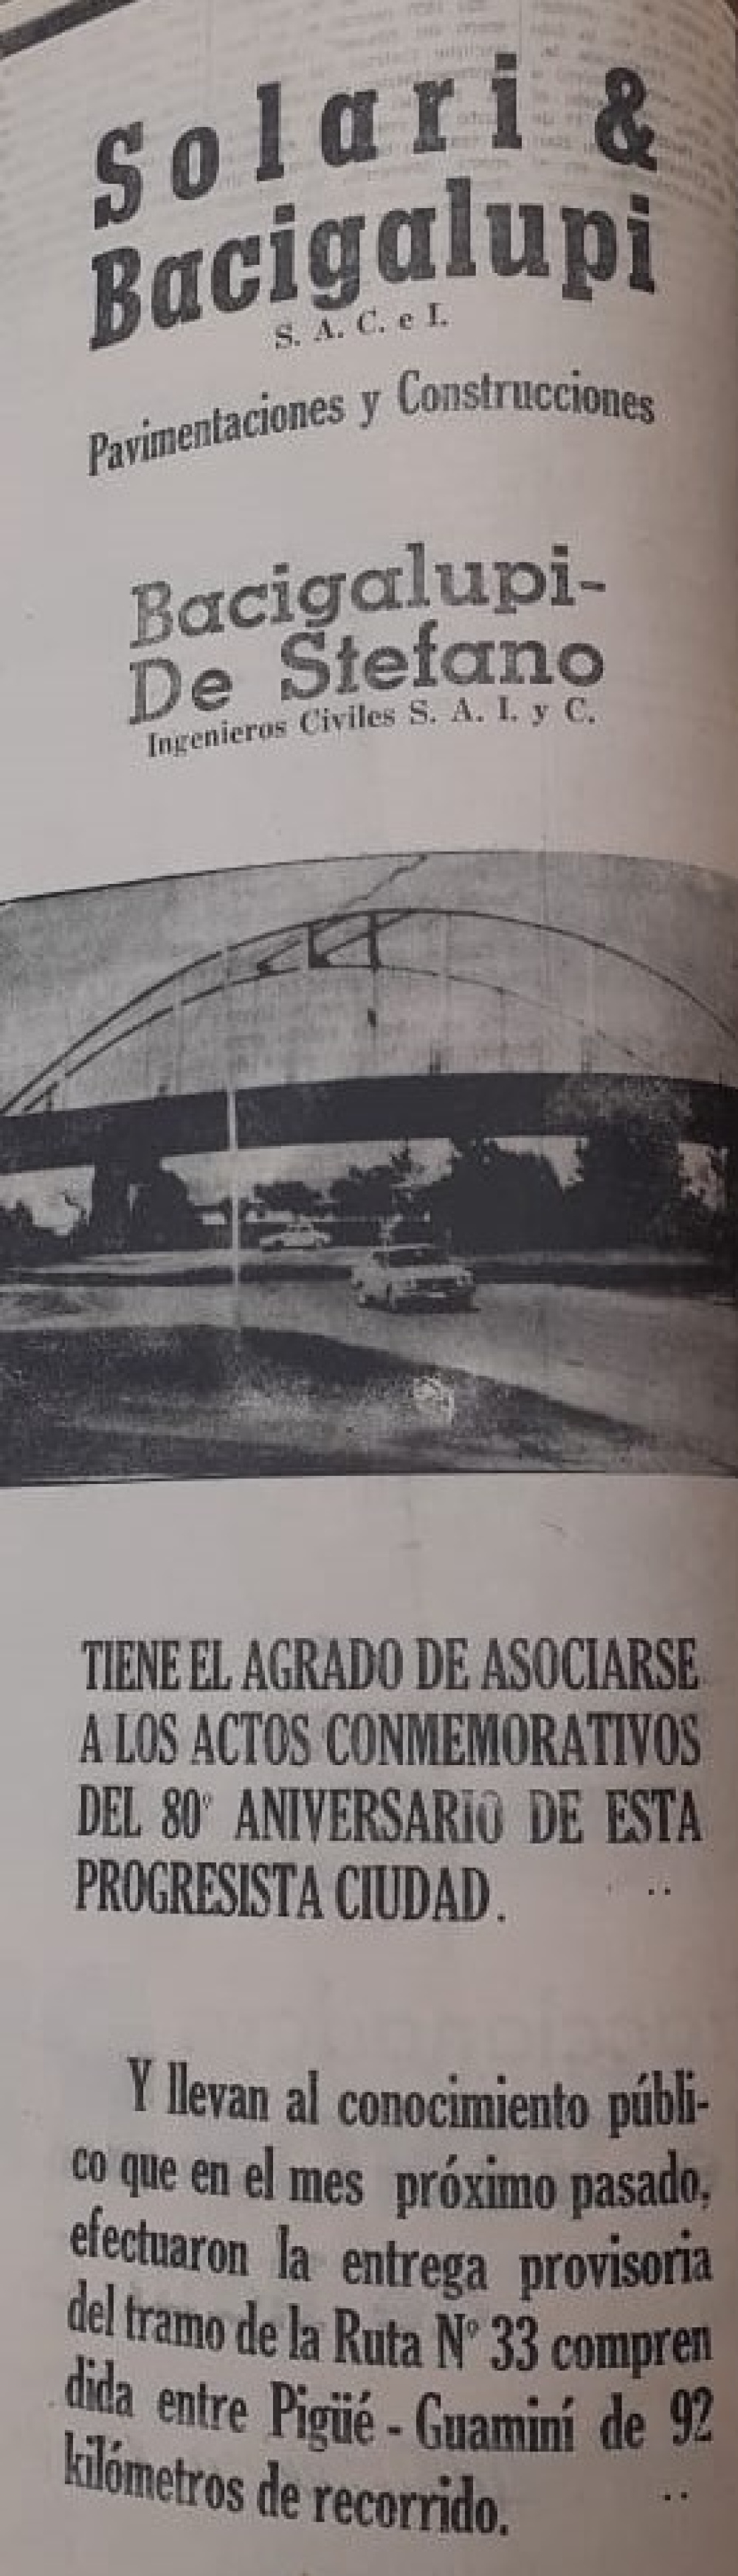 Solari &
Bacigalupi
S. A. C. e I.
Pavimentaciones y Construcciones
Bacigalupi-
De Stefano
Ingenieros Civiles S. A. I. y C.
TIENE EL AGRADO DE ASOCIARSE
A LOS ACTOS CONMEMORATIVOS
DEL 80º ANIVERSARIO DE ESTA
PROGRESISTA CIUDAD.
Y llevan al conocimiento públi-
co que en el mes próximo pasado,
efectuaron la entrega provisoria
del tramo de la Ruta Nº 33 compren
dida entre Pigüé - Guaminí de 92
kilómetros de recorrido.